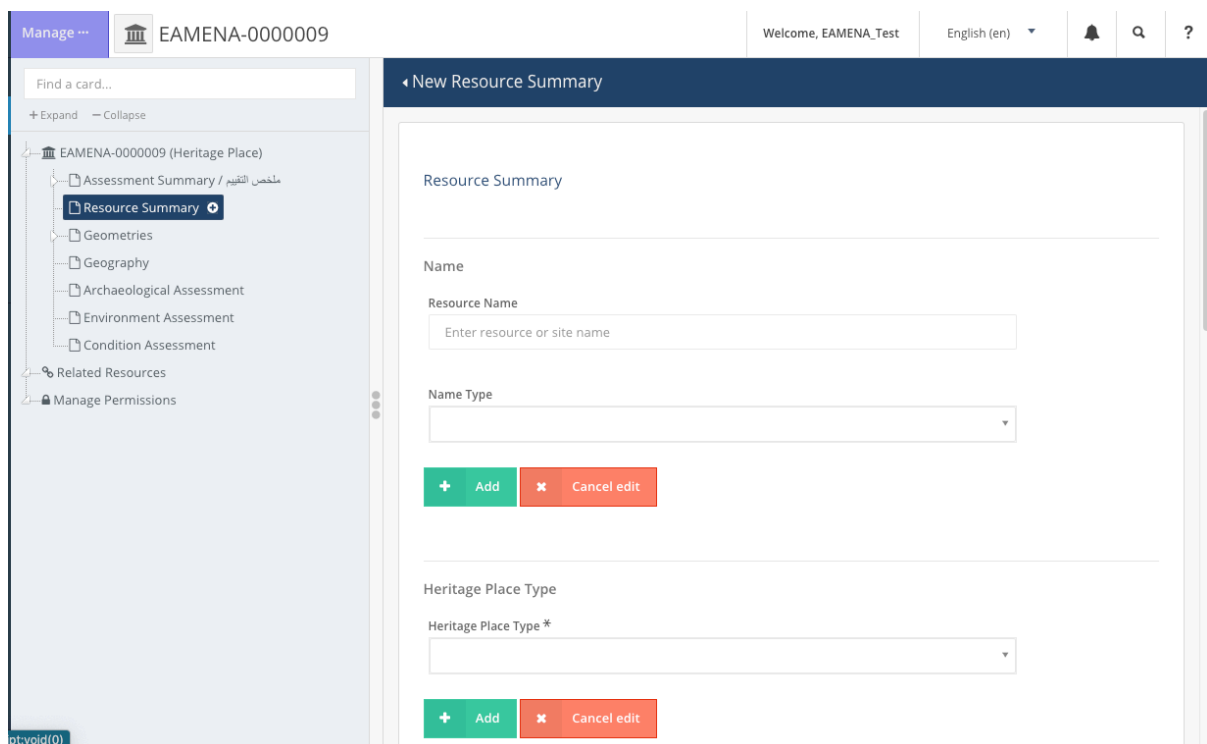 Manage ···
EAMENA-0000009
Welcome, EAMENA_Test
English (en)
?
Find a card...
+ Expand − Collapse
EAMENA-0000009 (Heritage Place)
Assessment Summary / ملخص التقييم
Resource Summary
Geometries
Geography
Archaeological Assessment
Environment Assessment
Condition Assessment
Related Resources
Manage Permissions
New Resource Summary
Resource Summary
Name
Resource Name
Enter resource or site name
Name Type
Add
Cancel edit
Heritage Place Type
Heritage Place Type *
Add
Cancel edit
pt:void(0)